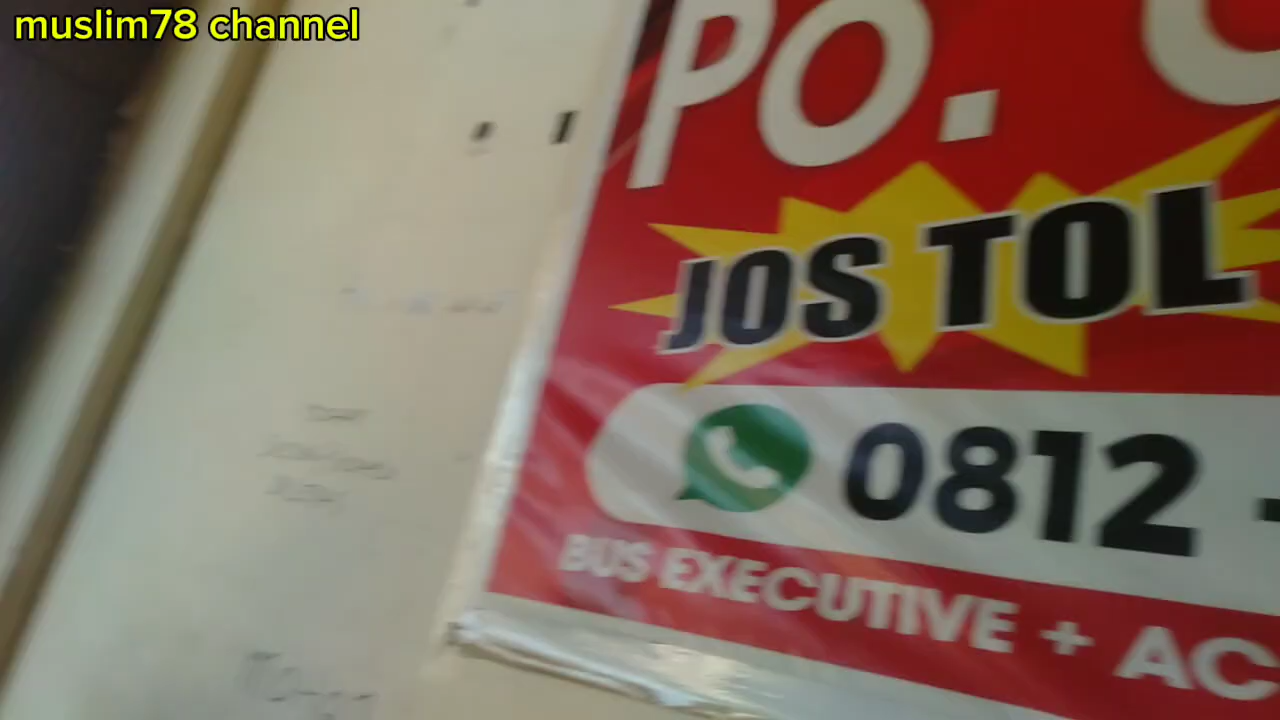 muslim78 channel
PO.
JOS TOL
0812 -
BUS EXECUTIVE + AC